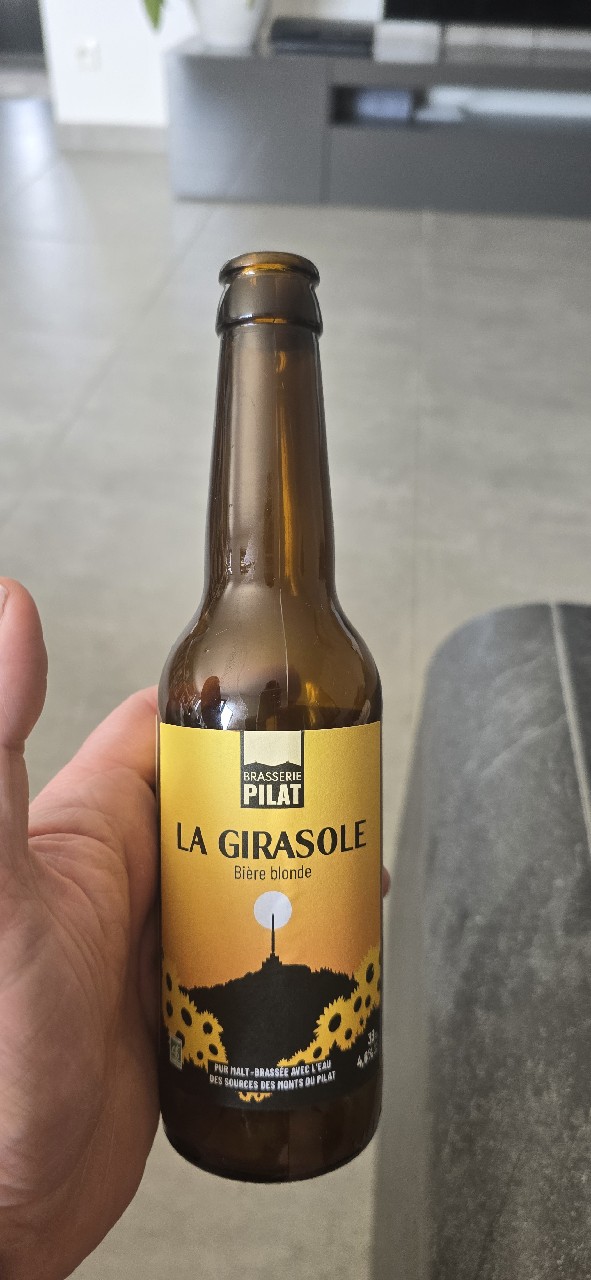 BRASSERIE
PILAT
LA GIRASOLE
Bière blonde
PUR MALT-BRASSÉE AVEC L'EAU
DES SOURCES DES MONTS DU PILAT